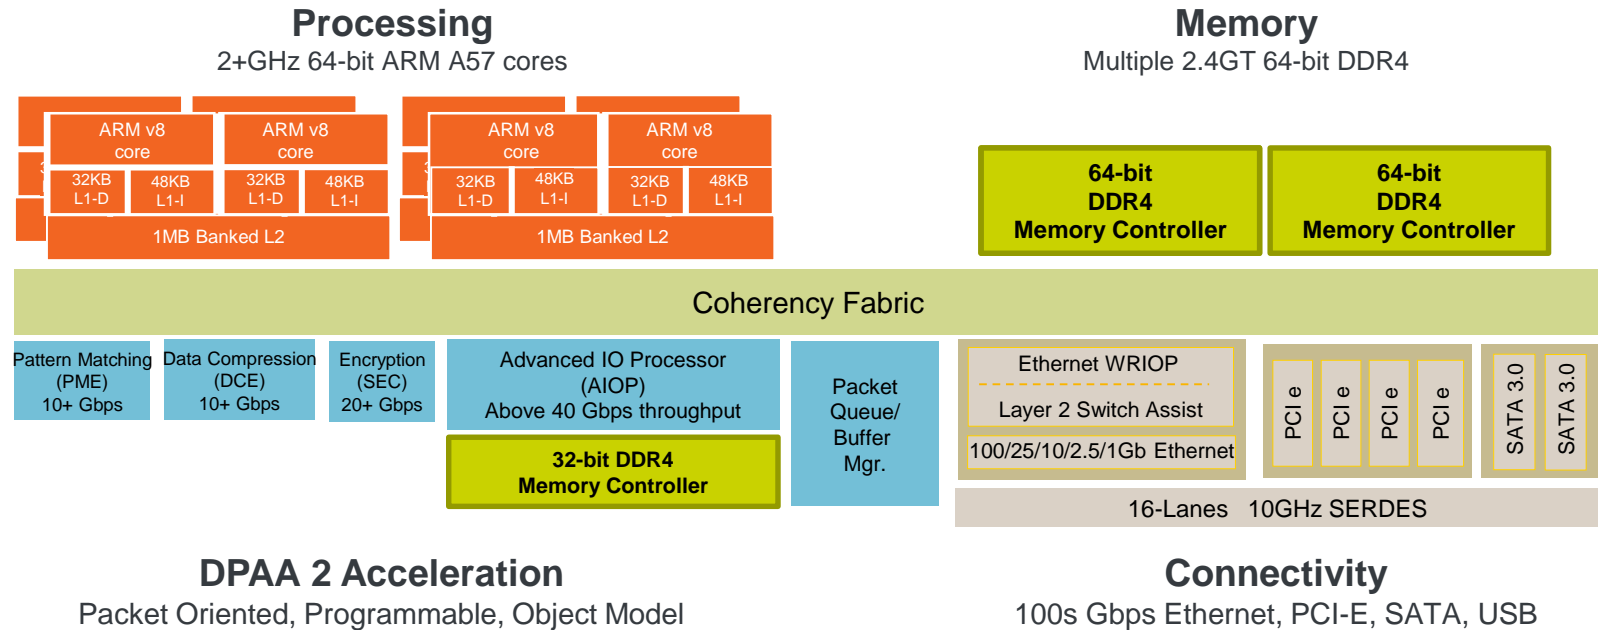 Processing
2+GHz 64-bit ARM A57 cores
Memory
Multiple 2.4GT 64-bit DDR4
ARM v8
core
ARM v8
core
ARM v8
core
ARM v8
core
32KB
L1-D
48KB
L1-I
32KB
L1-D
48KB
L1-I
32KB
L1-D
48KB
L1-I
32KB
L1-D
48KB
L1-I
1MB Banked L2
1MB Banked L2
64-bit
DDR4
Memory Controller
64-bit
DDR4
Memory Controller
Coherency Fabric
Pattern Matching
(PME)
10+ Gbps
Data Compression
(DCE)
10+ Gbps
Encryption
(SEC)
20+ Gbps
Advanced IO Processor
(AIOP)
Above 40 Gbps throughput
32-bit DDR4
Memory Controller
Packet
Queue/
Buffer
Mgr.
Ethernet WRIOP
Layer 2 Switch Assist
100/25/10/2.5/1Gb Ethernet
PCI e
PCI e
PCI e
PCI e
SATA 3.0
SATA 3.0
16-Lanes 10GHz SERDES
DPAA 2 Acceleration
Packet Oriented, Programmable, Object Model
Connectivity
100s Gbps Ethernet, PCI-E, SATA, USB